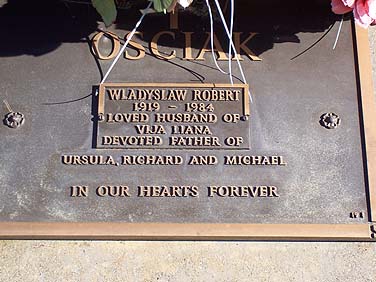 OSCIAK
WLADYSLAW ROBERT
1919 - 1984
LOVED HUSBAND OF
VIJA LIANA
DEVOTED FATHER OF
URSULA, RICHARD AND MICHAEL
IN OUR HEARTS FOREVER